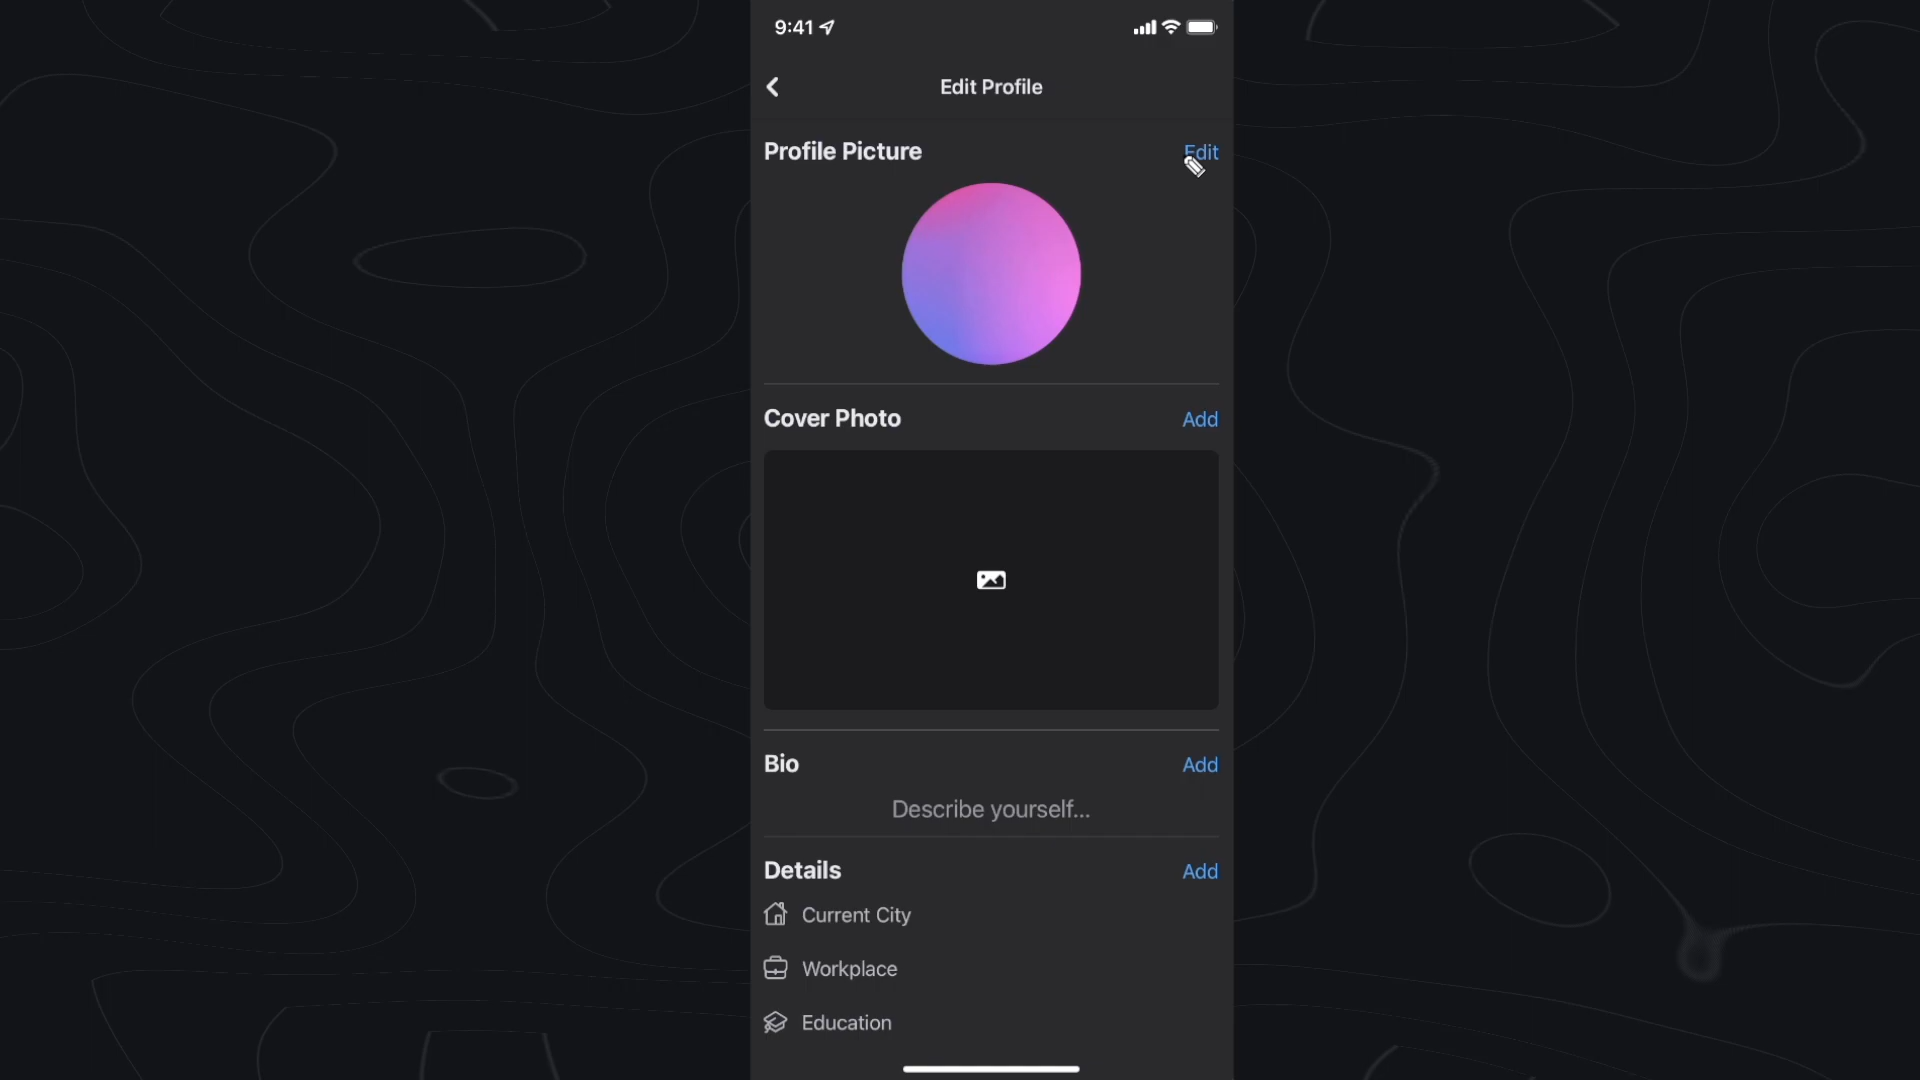 9:41
Edit Profile
Profile Picture
Edit
Cover Photo
Add
Bio
Add
Describe yourself...
Details
Add
Current City
Workplace
Education